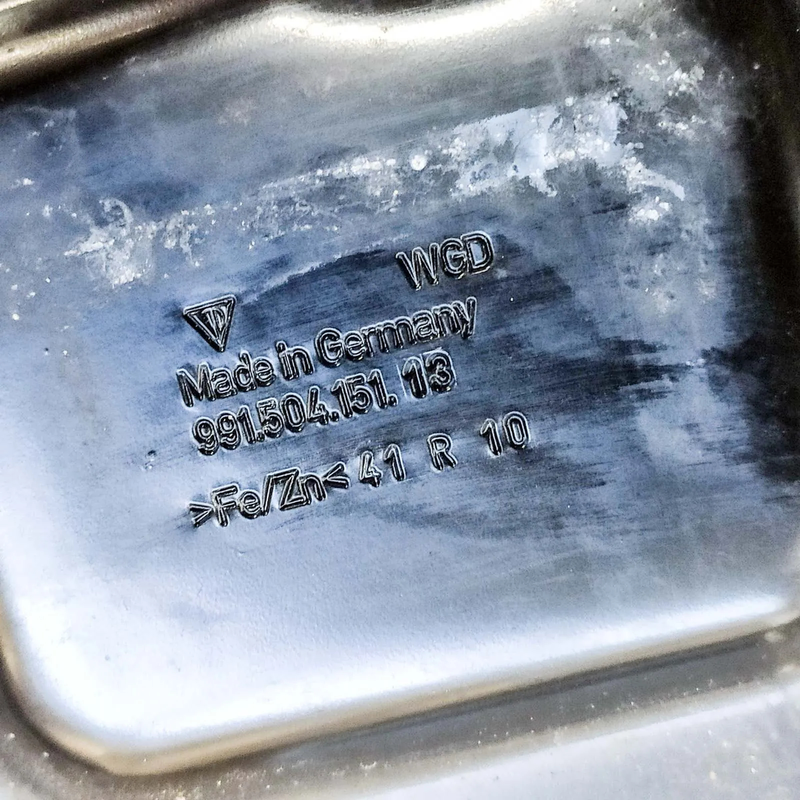 WGD
Made in Germany
991.504.151.13
>Fe/Zn< 41 R 10